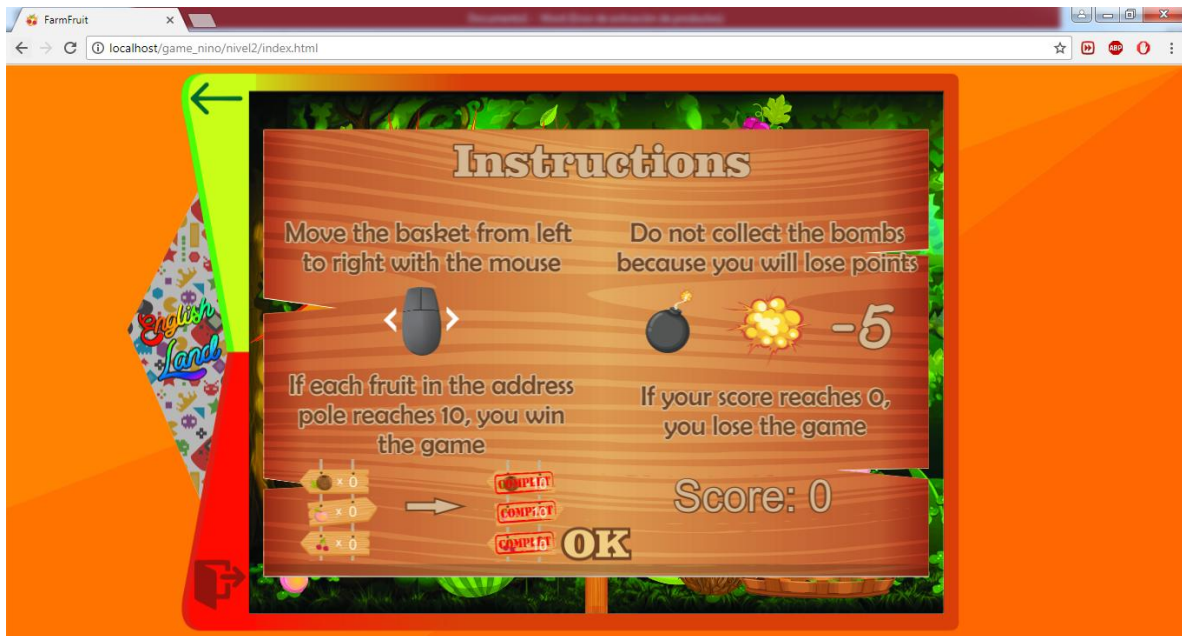 FarmFruit
localhost/game_nino/nivel2/index.html
ABP
English
Land
Instructions
Move the basket from left
to right with the mouse
Do not collect the bombs
because you will lose points
-5
If each fruit in the address
pole reaches 10, you win
the game
If your score reaches 0,
you lose the game
x 0
x 0
x 0
Score: 0
OK